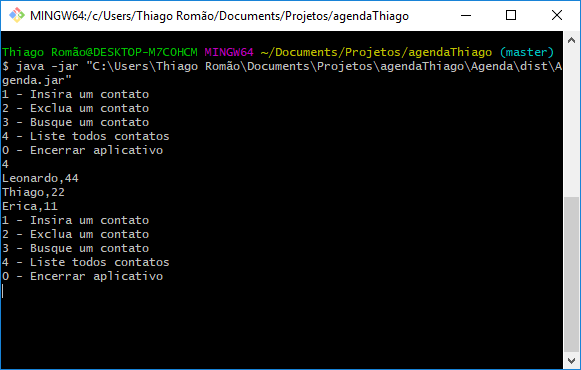 MINGW64:/c/Users/Thiago Romão/Documents/Projetos/agendaThiago
Thiago Romão@DESKTOP-M7COHCM MINGW64 ~/Documents/Projetos/agendaThiago (master)
$ java -jar "C:\Users\Thiago Romão\Documents\Projetos\agendaThiago\Agenda\dist\A
genda.jar"
1 - Insira um contato
2 - Exclua um contato
3 - Busque um contato
4 - Liste todos contatos
0 - Encerrar aplicativo
4
Leonardo,44
Thiago,22
Erica,11
1 - Insira um contato
2 - Exclua um contato
3 - Busque um contato
4 - Liste todos contatos
0 - Encerrar aplicativo